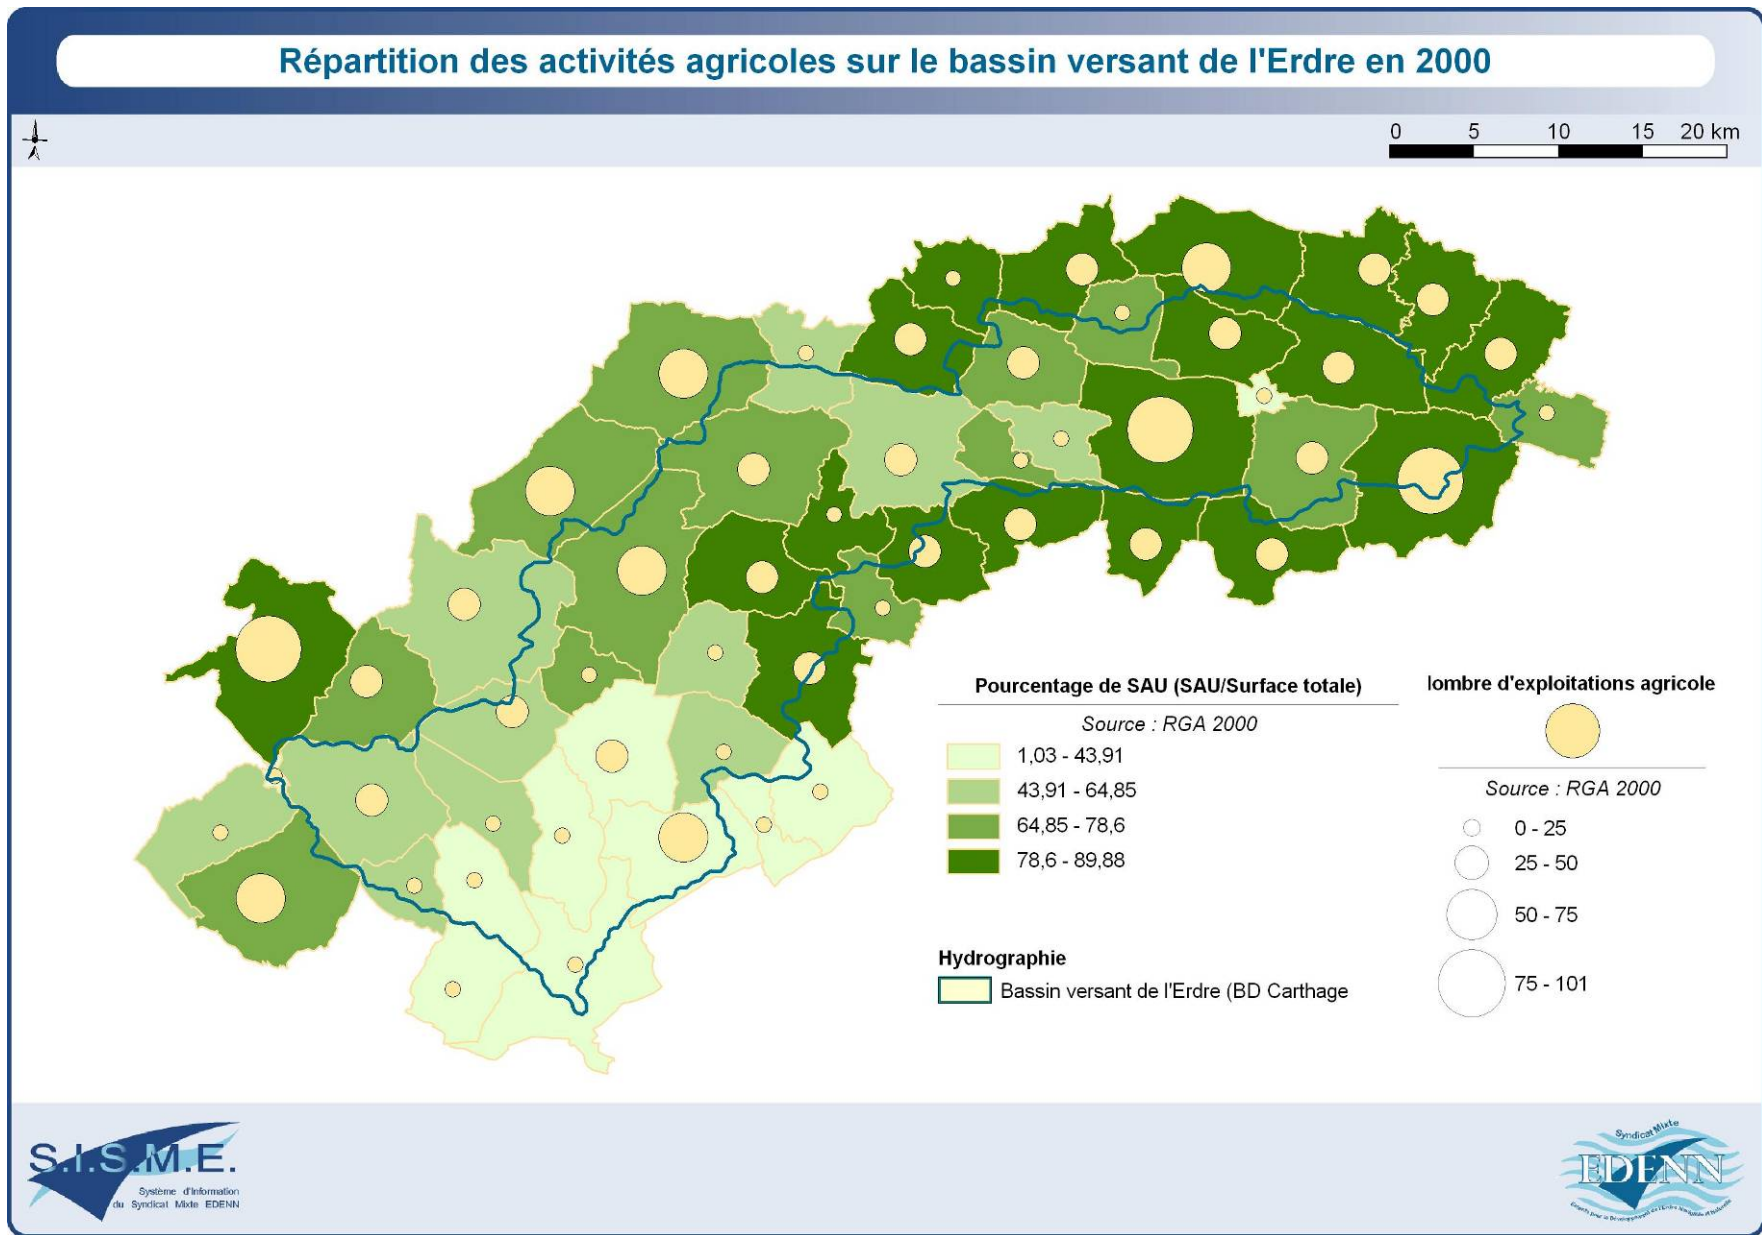 Répartition des activités agricoles sur le bassin versant de l'Erdre en 2000
0 5 10 15 20 km
Pourcentage de SAU (SAU/Surface totale)
Source : RGA 2000
1,03 - 43,91
43,91 - 64,85
64,85 - 78,6
78,6 - 89,88
Hydrographie
Bassin versant de l'Erdre (BD Carthage
lombre d'exploitations agricole
Source : RGA 2000
0 - 25
25 - 50
50 - 75
75 - 101
S.I.S.M.E.
Système d'Information
du Syndicat Mixte EDENN
Syndicat Mixte
EDENN